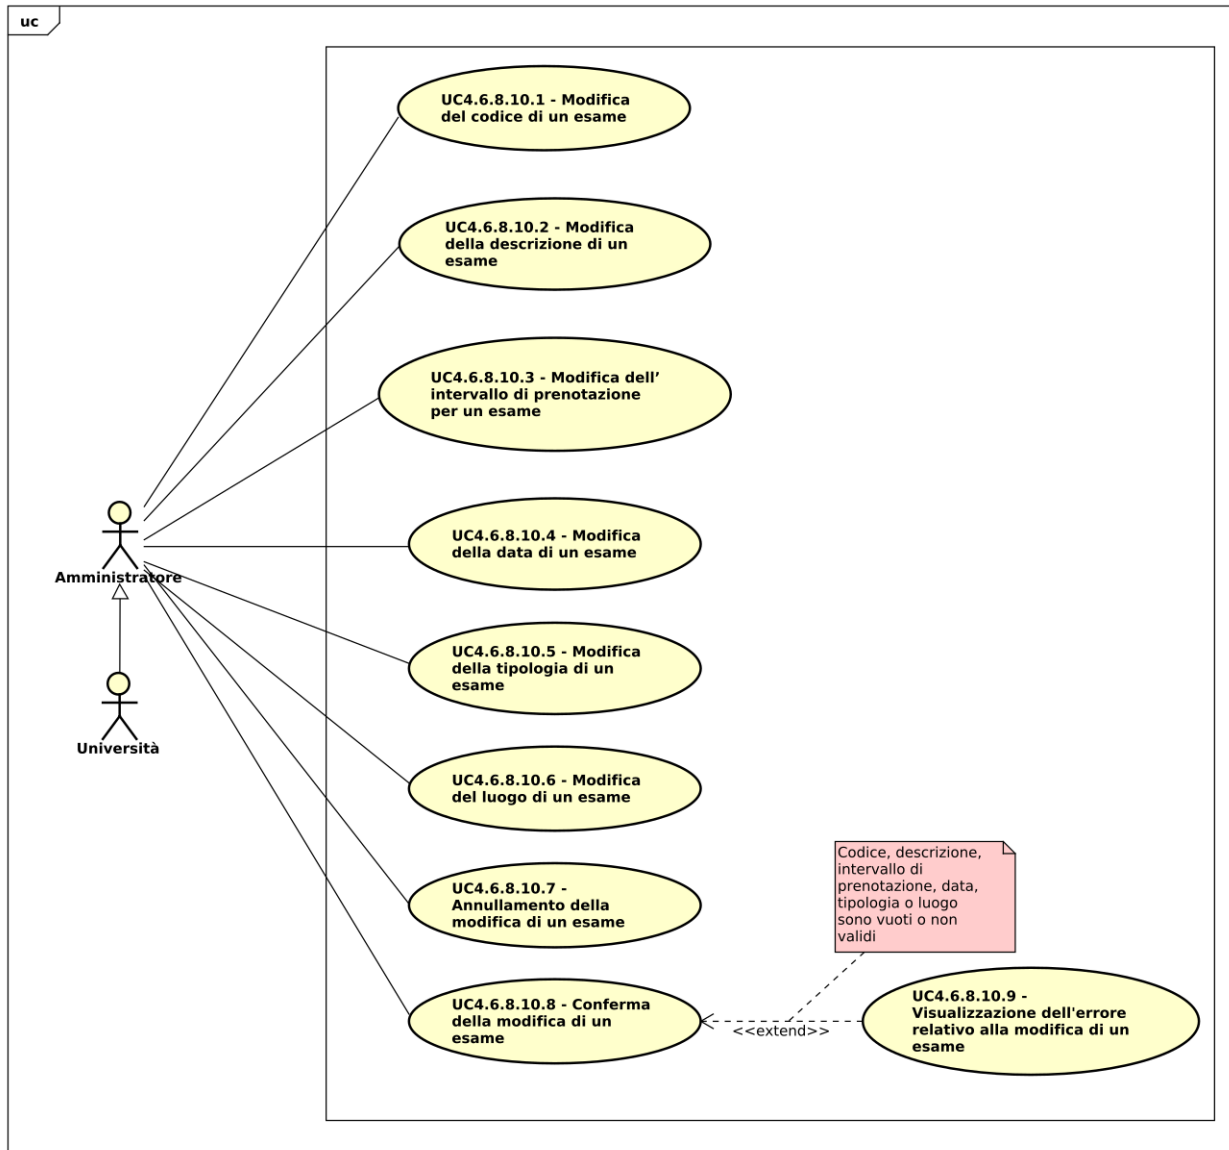 uc
UC4.6.8.10.1 - Modifica
del codice di un esame
UC4.6.8.10.2 - Modifica
della descrizione di un
esame
UC4.6.8.10.3 - Modifica dell’
intervallo di prenotazione
per un esame
UC4.6.8.10.4 - Modifica
della data di un esame
Amministratore
UC4.6.8.10.5 - Modifica
della tipologia di un
esame
Università
UC4.6.8.10.6 - Modifica
del luogo di un esame
UC4.6.8.10.7 -
Annullamento della
modifica di un esame
Codice, descrizione,
intervallo di
prenotazione, data,
tipologia o luogo
sono vuoti o non
validi
UC4.6.8.10.8 - Conferma
della modifica di un
esame
<<extend>>
UC4.6.8.10.9 -
Visualizzazione dell'errore
relativo alla modifica di un
esame